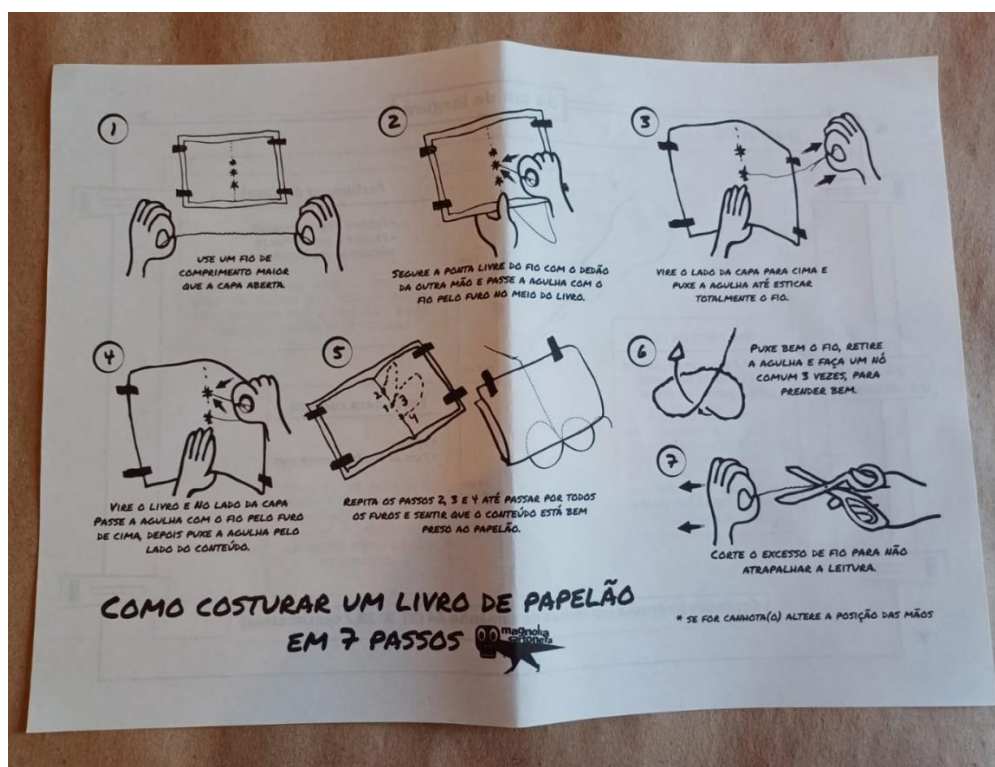 1
USE UM FIO DE
COMPRIMENTO MAIOR
QUE A CAPA ABERTA.
2
SEGURE A PONTA LIVRE DO FIO COM O DEDÃO
DA OUTRA MÃO E PASSE A AGULHA COM O
FIO PELO FURO NO MEIO DO LIVRO.
3
VIRE O LADO DA CAPA PARA CIMA E
PUXE A AGULHA ATÉ ESTICAR
TOTALMENTE O FIO.
4
VIRE O LIVRO E NO LADO DA CAPA
PASSE A AGULHA COM O FIO PELO FURO
DE CIMA, DEPOIS PUXE A AGULHA PELO
LADO DO CONTEÚDO.
5
2
1
3
4
REPITA OS PASSOS 2, 3 E 4 ATÉ PASSAR POR TODOS
OS FUROS E SENTIR QUE O CONTEÚDO ESTÁ BEM
PRESO AO PAPELÃO.
6
PUXE BEM O FIO, RETIRE
A AGULHA E FAÇA UM NÓ
COMUM 3 VEZES, PARA
PRENDER BEM.
7
CORTE O EXCESSO DE FIO PARA NÃO
ATRAPALHAR A LEITURA.
COMO COSTURAR UM LIVRO DE PAPELÃO
EM 7 PASSOS
magnolia
cartonera
* SE FOR CANHOTA(O) ALTERE A POSIÇÃO DAS MÃOS